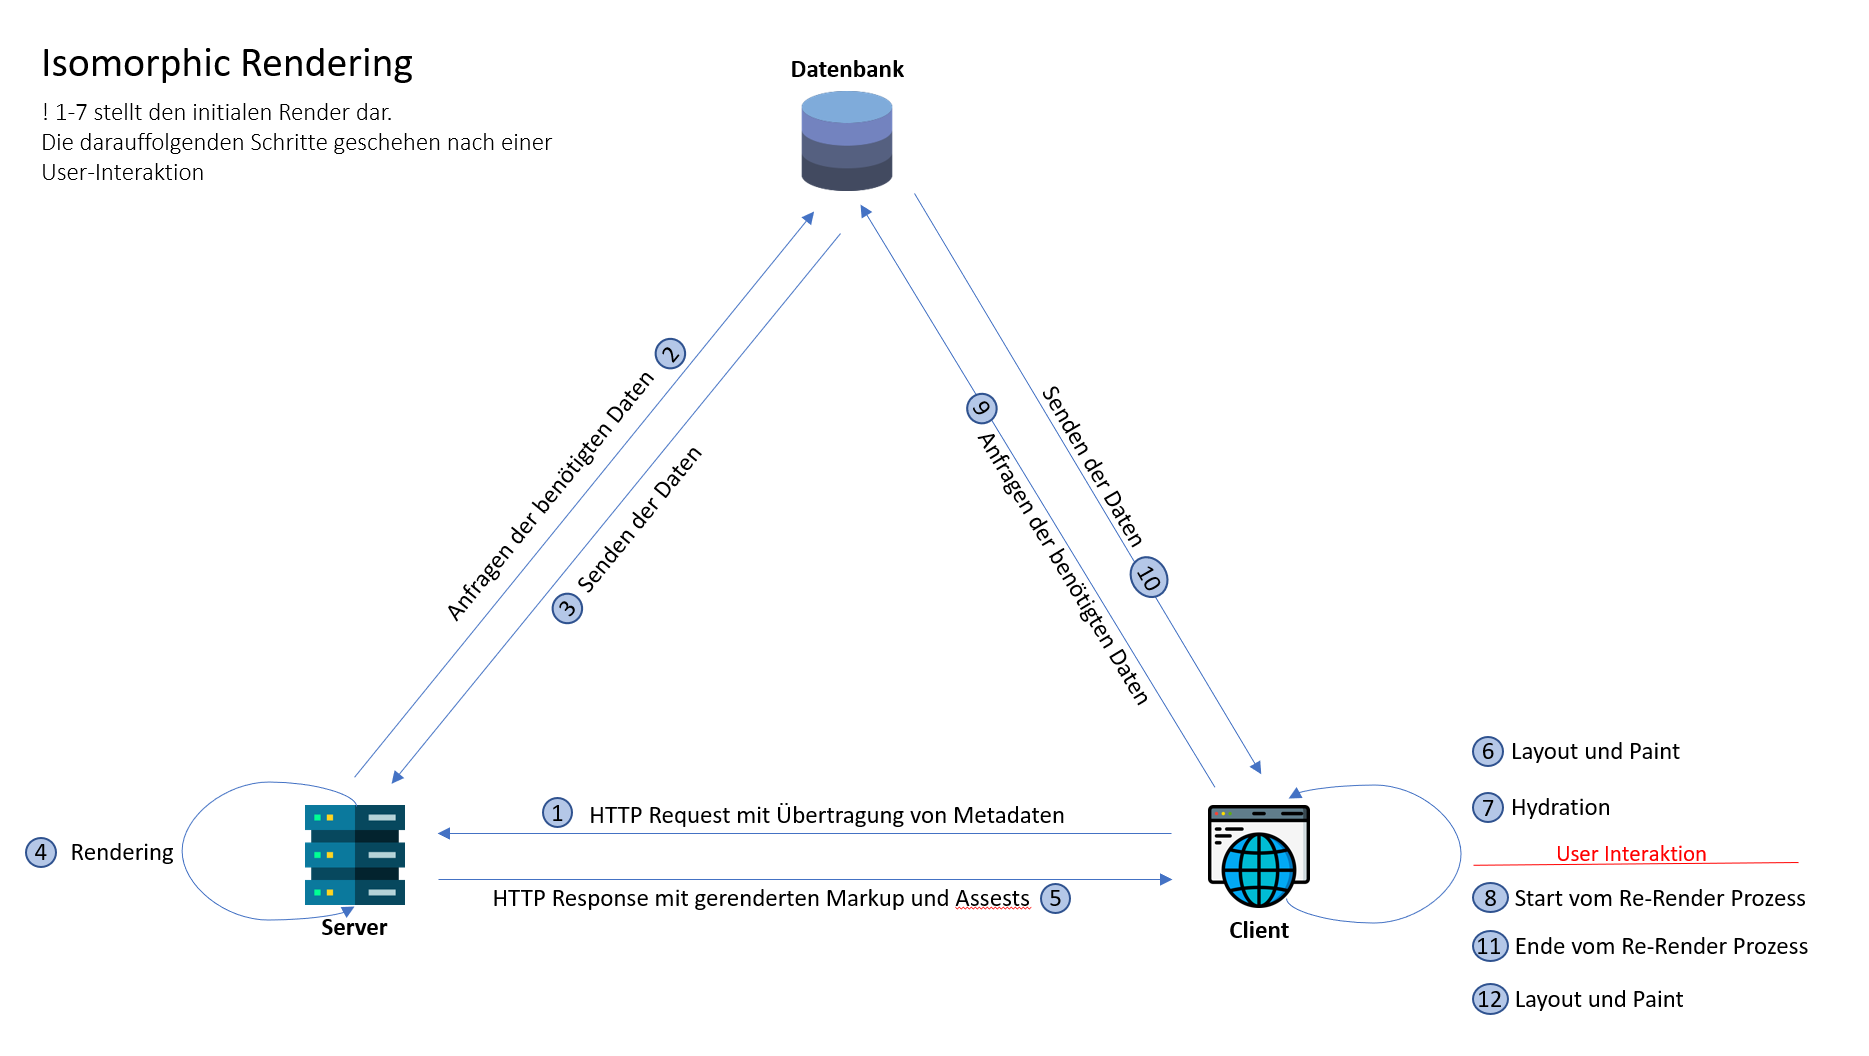 Isomorphic Rendering
! 1-7 stellt den initialen Render dar.
Die darauffolgenden Schritte geschehen nach einer
User-Interaktion
Datenbank
Anfragen der benötigten Daten 2
3 Senden der Daten
9 Anfragen der benötigten Daten
Senden der Daten 10
4 Rendering
Server
1 HTTP Request mit Übertragung von Metadaten
HTTP Response mit gerenderten Markup und Assests 5
Client
6 Layout und Paint
7 Hydration
User Interaktion
8 Start vom Re-Render Prozess
11 Ende vom Re-Render Prozess
12 Layout und Paint